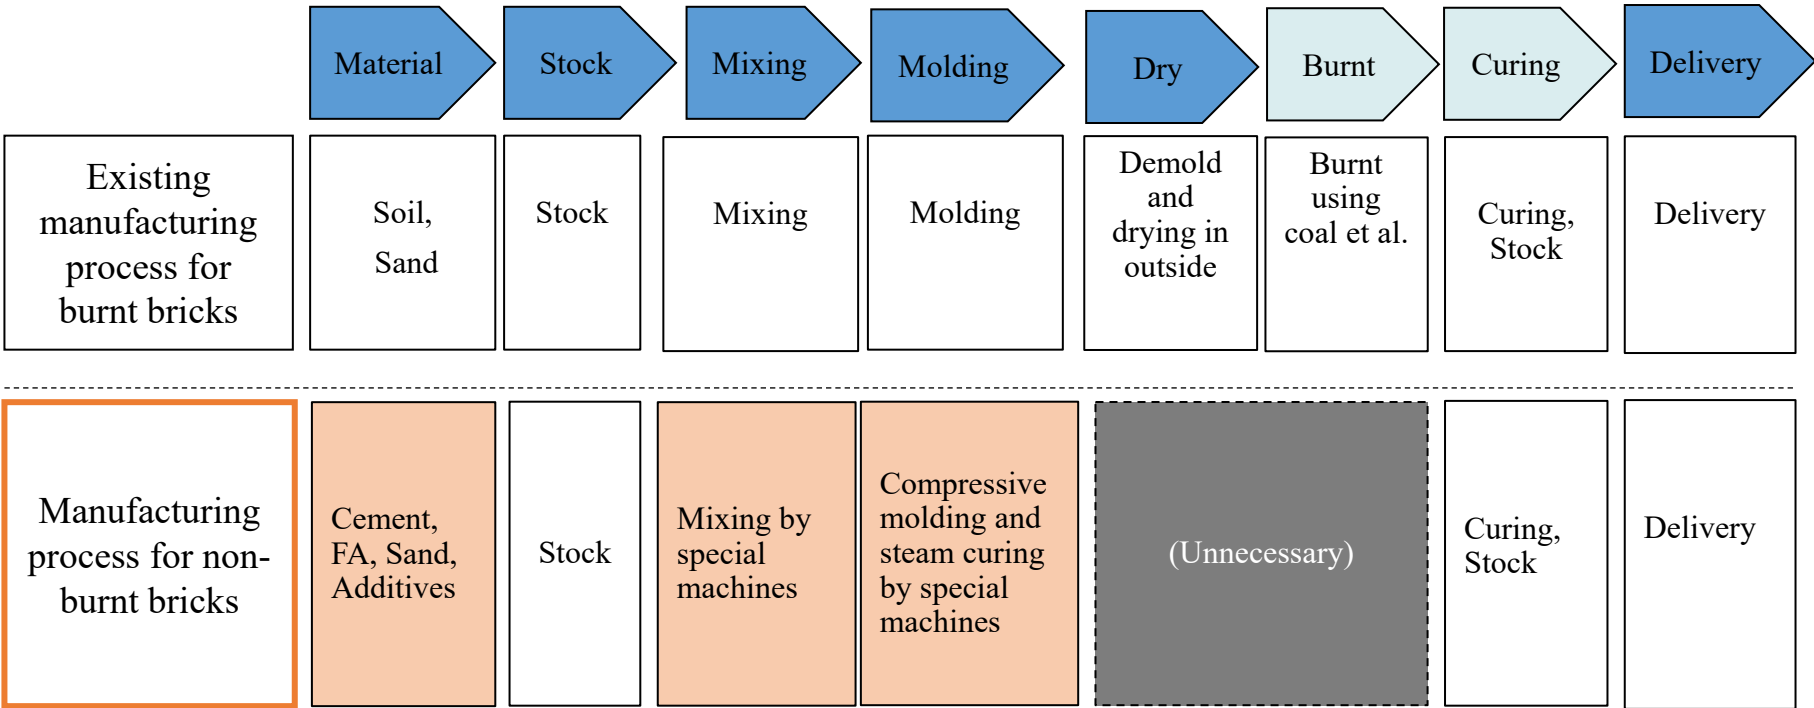 Material
Stock
Mixing
Molding
Dry
Burnt
Curing
Delivery
Existing
manufacturing
process for
burnt bricks
Soil,
Sand
Stock
Mixing
Molding
Demold
and
drying in
outside
Burnt
using
coal et al.
Curing,
Stock
Delivery
Manufacturing
process for non-
burnt bricks
Cement,
FA, Sand,
Additives
Stock
Mixing by
special
machines
Compressive
molding and
steam curing
by special
machines
(Unnecessary)
Curing,
Stock
Delivery